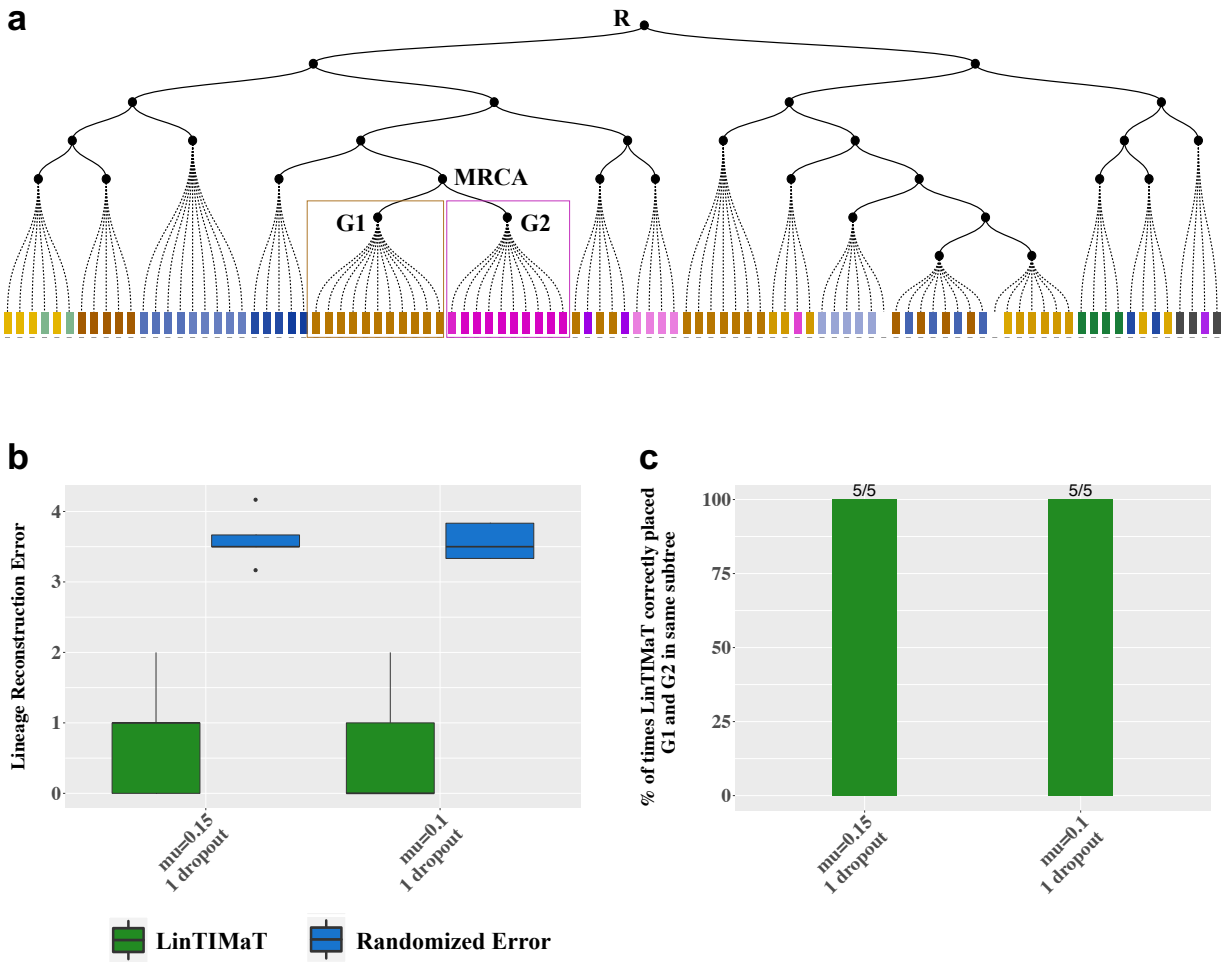 a
R
MRCA
G1
G2
b
Lineage Reconstruction Error
4
3
2
1
0
mu=0.15
1 dropout
mu=0.1
1 dropout
LinTIMaT
Randomized Error
c
% of times LinTIMaT correctly placed
G1 and G2 in same subtree
100
75
50
25
0
5/5
5/5
mu=0.15
1 dropout
mu=0.1
1 dropout